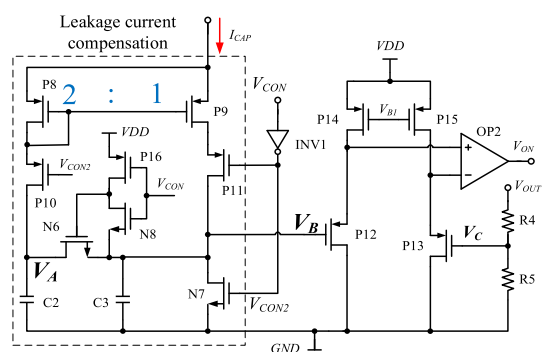 Leakage current
compensation
I_CAP
P8
2 : 1
P9
V_CON
VDD
VDD
P14
V_B1
P15
OP2
V_ON
INV1
P16
V_CON2
V_CON
P10
P11
V_OUT
N6
N8
V_B
P12
P13
V_C
R4
V_A
C2
C3
N7
V_CON2
R5
GND